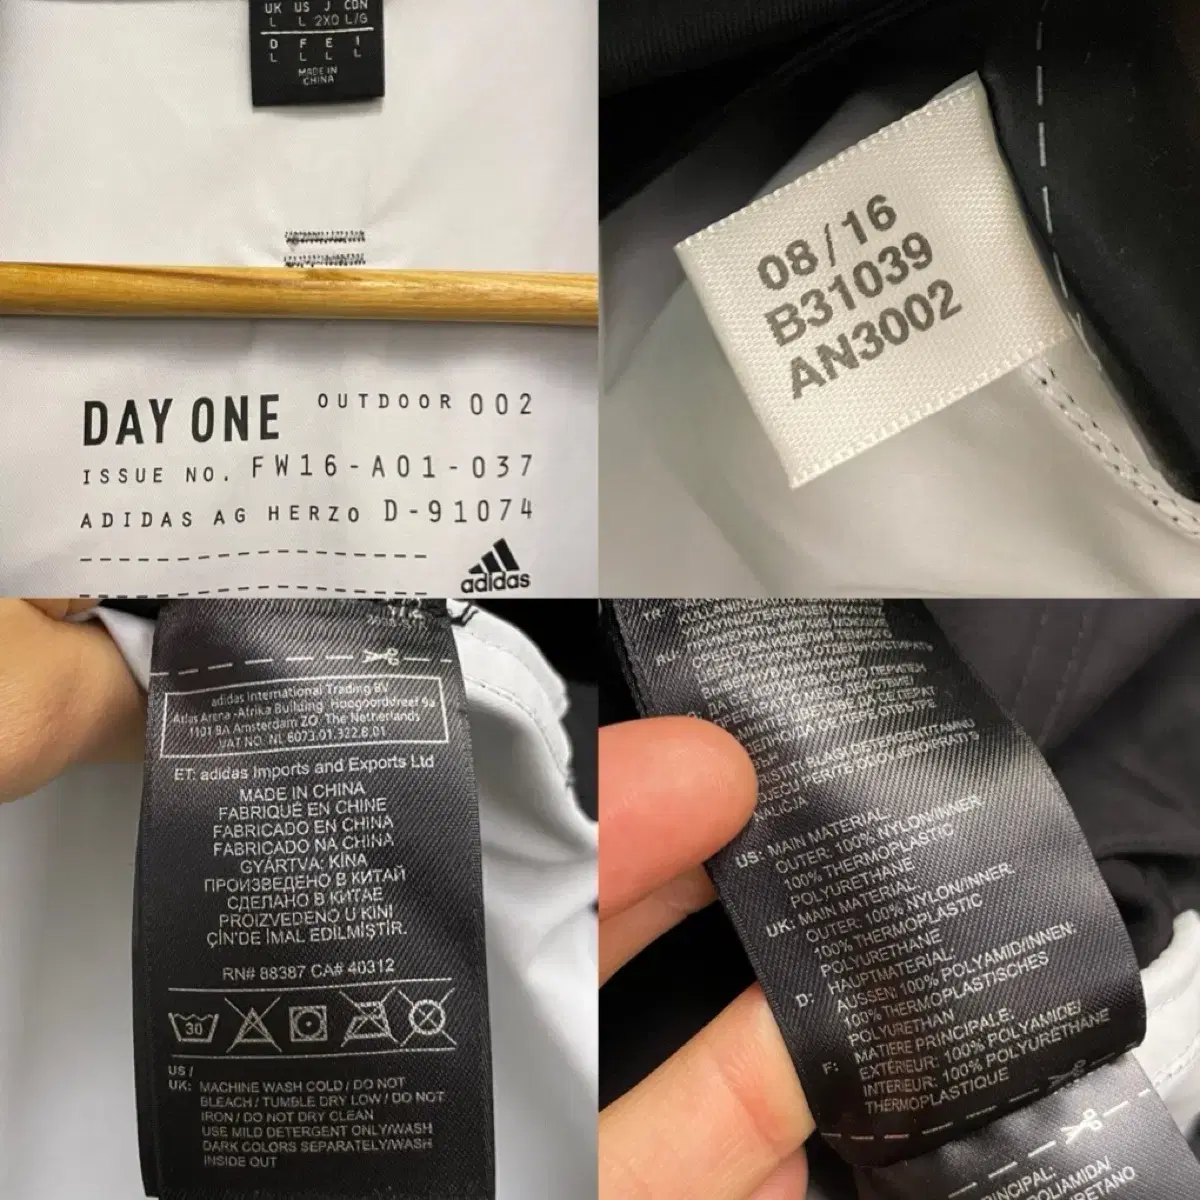 UK US J CDN
L L 2XO L/G
D F E I
L L L L
MADE IN
CHINA
DAY ONE OUTDOOR 002
ISSUE NO. FW16-A01-037
ADIDAS AG HERZO D-91074
adidas
08/16
B31039
AN3002
adidas International Trading BV
Atlas Arena-Afrika Building, Hoogoorddreef 9a
1101 BA Amsterdam ZO, The Netherlands
VAT NO. NL 8073.01.322.B.01
ET: adidas Imports and Exports Ltd
MADE IN CHINA
FABRIQUÉ EN CHINE
FABRICADO EN CHINA
FABRICADO NA CHINA
GYÁRTVA: KÍNA
ПРОИЗВЕДЕНО В КИТАЙ
СДЕЛАНО В КИТАЕ
PROIZVEDENO U KINI
ÇİN'DE İMAL EDİLMİŞTİR.
RN# 88387 CA# 40312
30
US /
UK: MACHINE WASH COLD / DO NOT
BLEACH / TUMBLE DRY LOW / DO NOT
IRON / DO NOT DRY CLEAN
USE MILD DETERGENT ONLY/WASH
DARK COLORS SEPARATELY/WASH
INSIDE OUT
US: MAIN MATERIAL:
OUTER: 100% NYLON/INNER:
100% THERMOPLASTIC
POLYURETHANE
UK: MAIN MATERIAL:
OUTER: 100% NYLON/INNER:
100% THERMOPLASTIC
POLYURETHANE
D: HAUPTMATERIAL:
AUSSEN: 100% POLYAMID/INNEN:
100% THERMOPLASTISCHES
POLYURETHAN
F: MATIERE PRINCIPALE:
EXTÉRIEUR: 100% POLYAMIDE/
INTERIEUR: 100% POLYURETHANE
THERMOPLASTIQUE